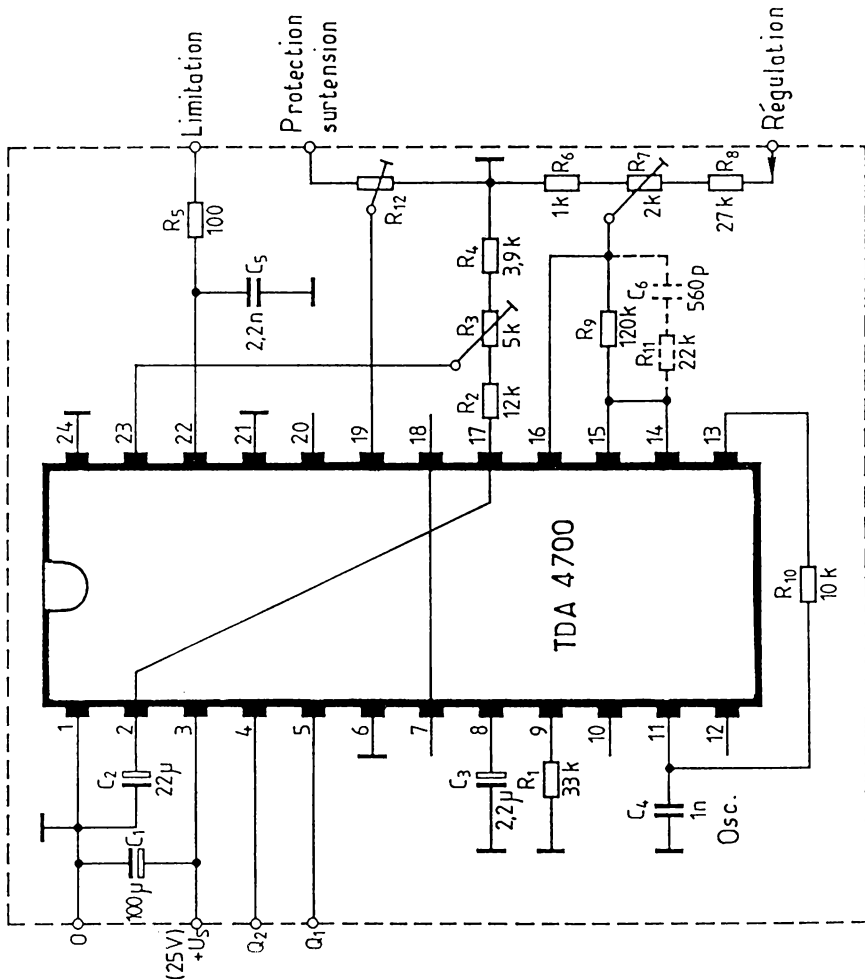 0
(25V)
+Us
Q2
Q1
C1
100µ
C2
22µ
C3
2,2µ
R1
33k
C4
1n
Osc.
1
2
3
4
5
6
7
8
9
10
11
12
TDA 4700
24
23
22
21
20
19
18
17
16
15
14
13
R5
100
C5
2,2n
R12
R2
12k
R3
5k
R4
3,9k
R9
120k
R11
22k
C6
560p
R10
10k
R6
1k
R7
2k
R8
27k
Limitation
Protection
surtension
Régulation